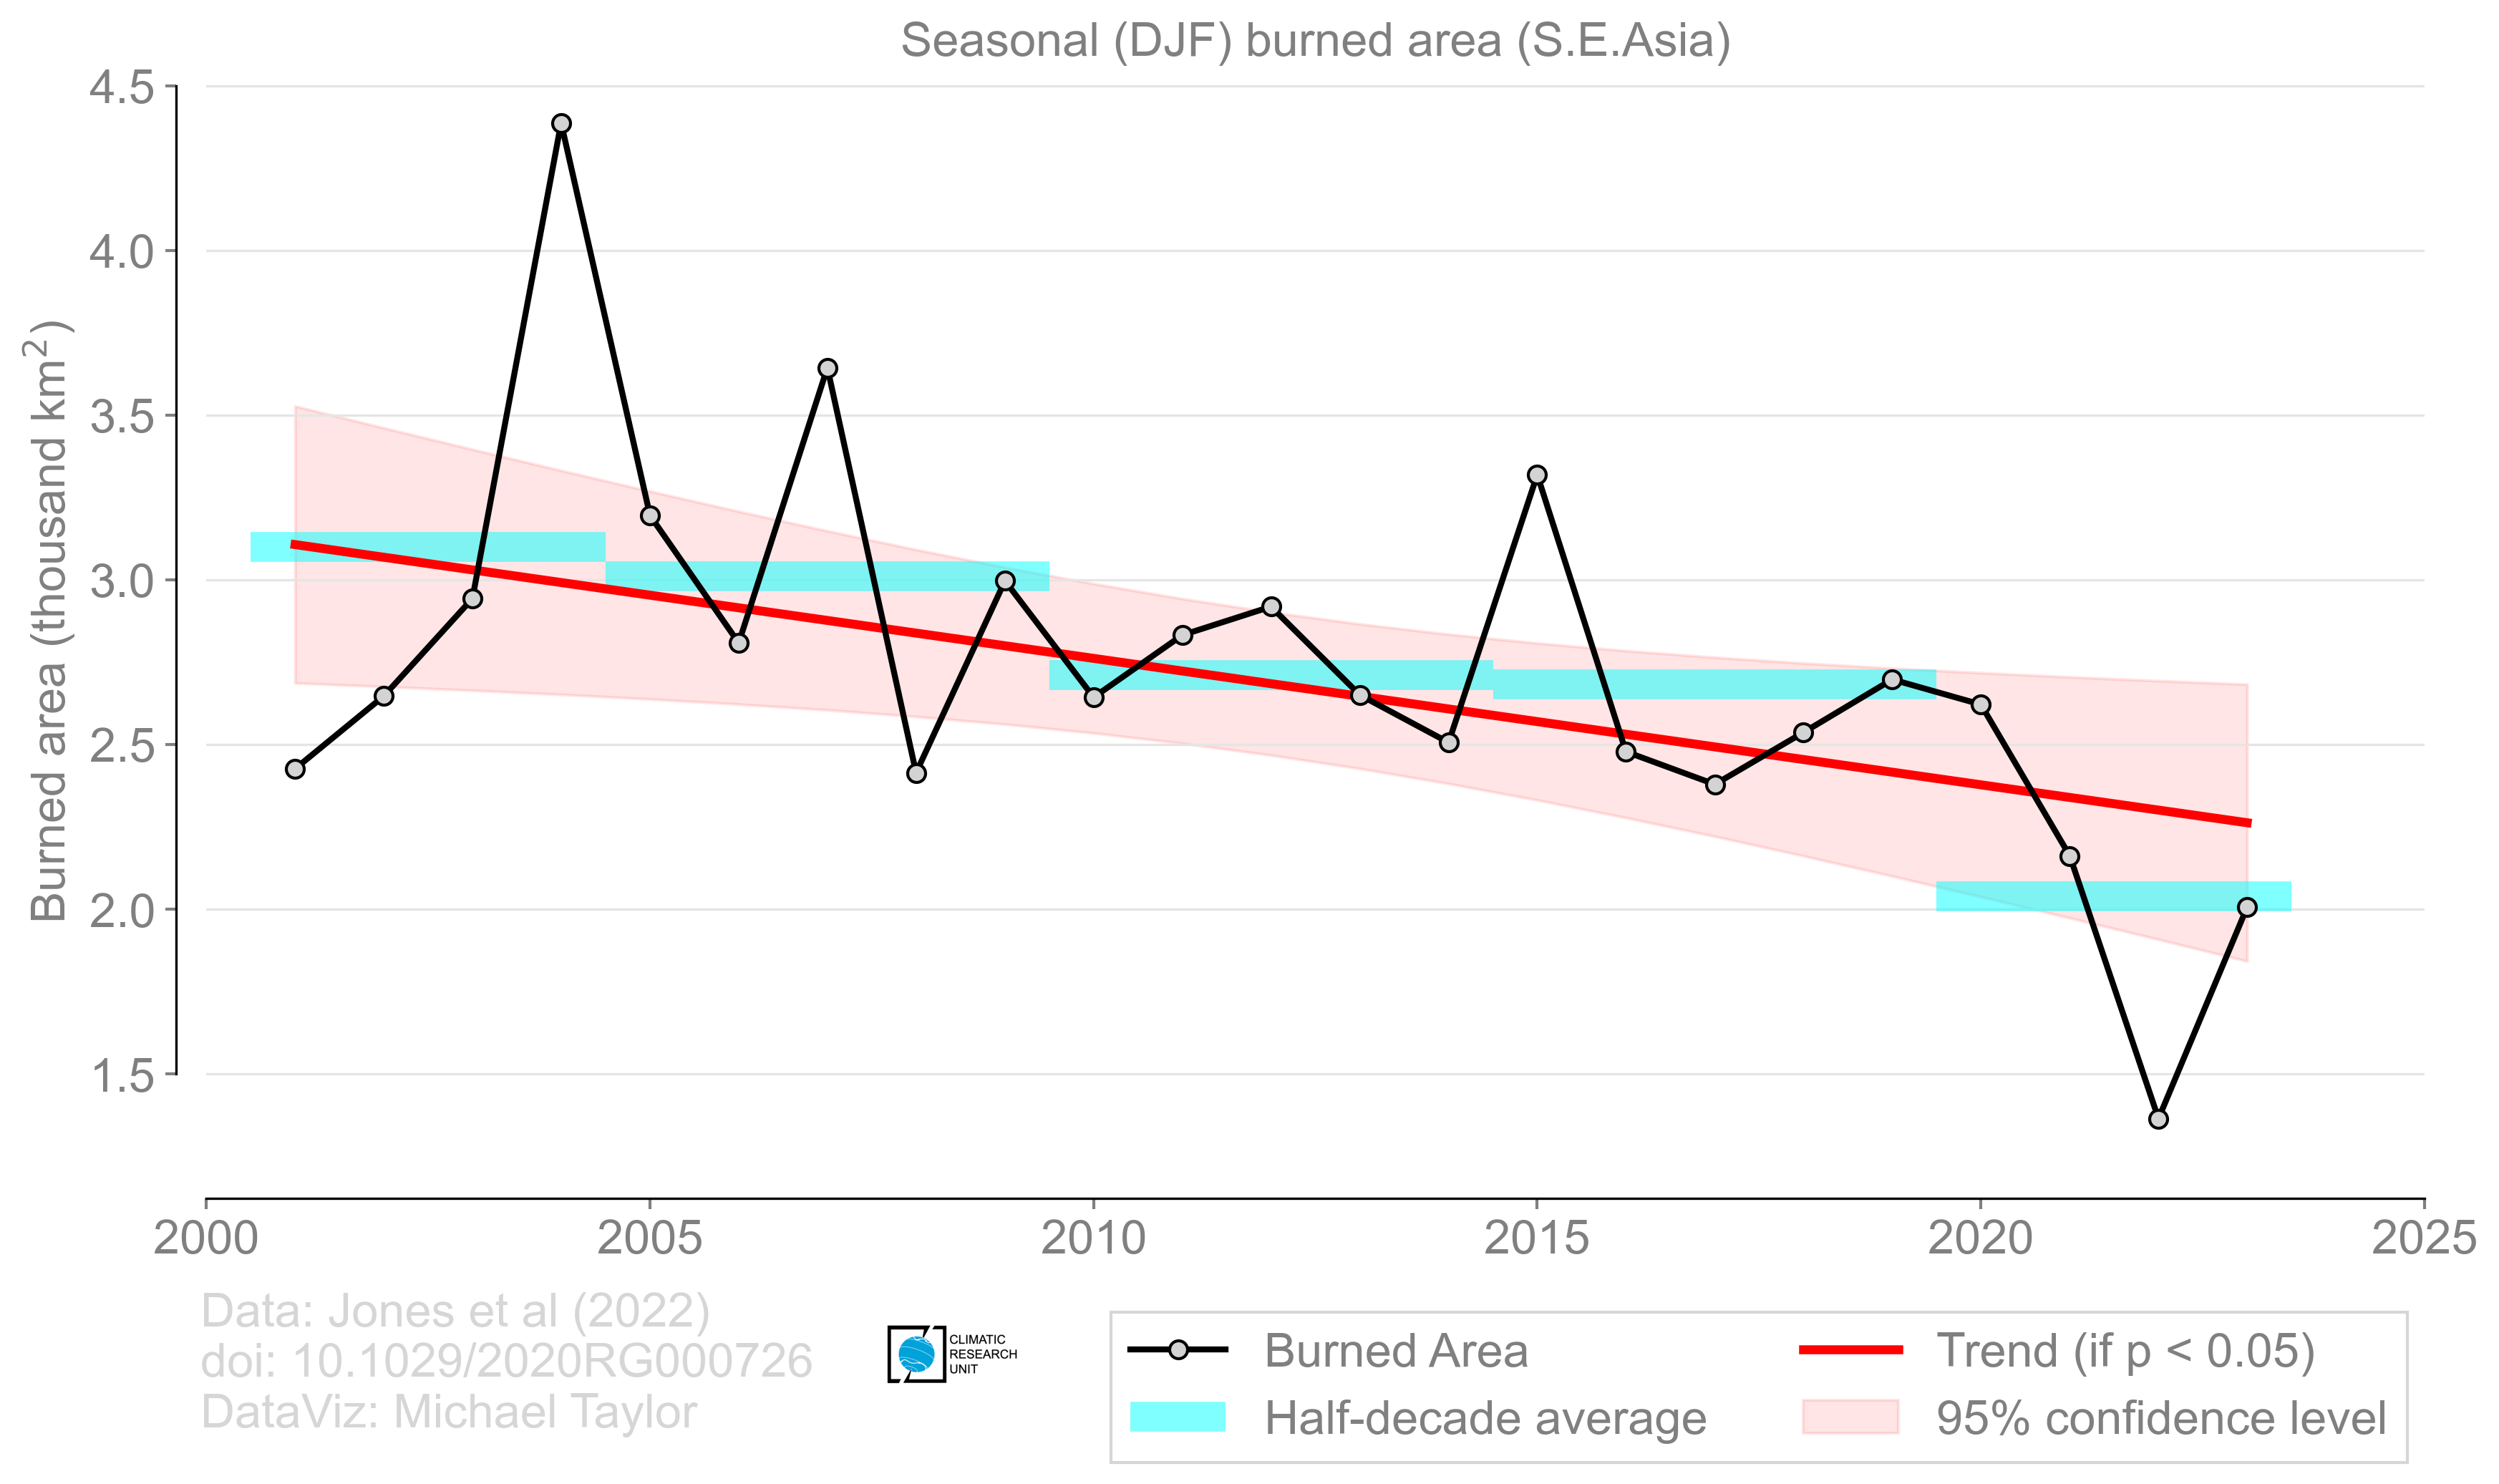 Seasonal (DJF) burned area (S.E.Asia)
Burned area (thousand km²)
4.5
4.0
3.5
3.0
2.5
2.0
1.5
2000 2005 2010 2015 2020 2025
Data: Jones et al (2022)
doi: 10.1029/2020RG000726
DataViz: Michael Taylor
CLIMATIC
RESEARCH
UNIT
Burned Area
Half-decade average
Trend (if p < 0.05)
95% confidence level